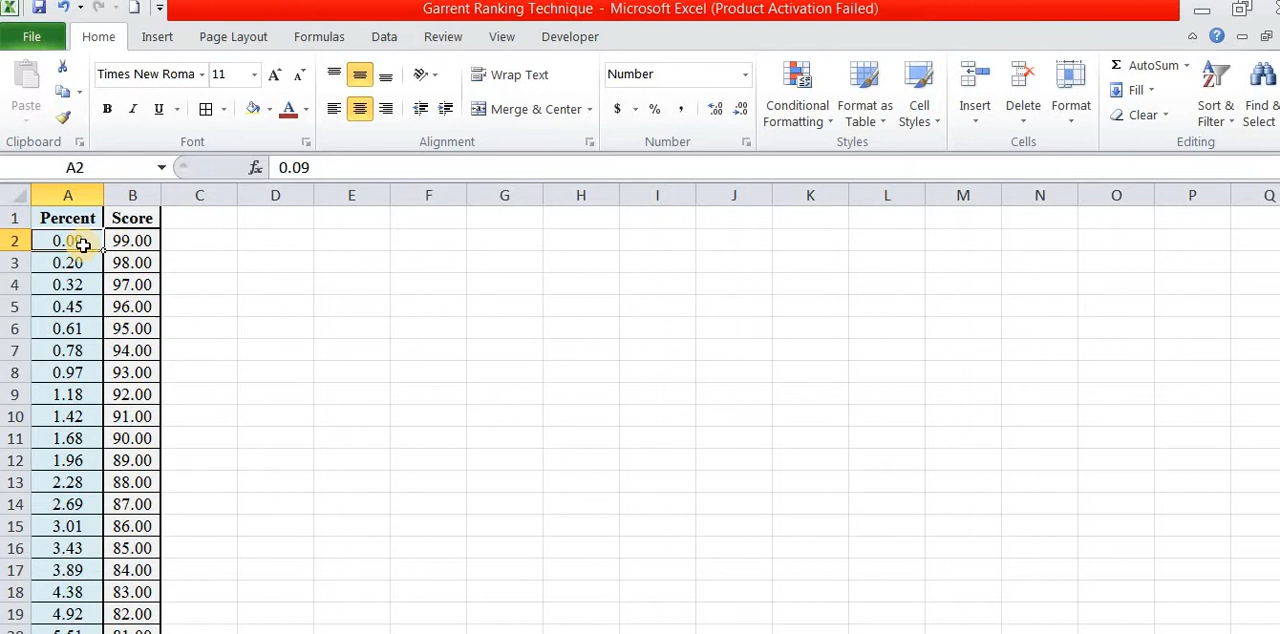 Garrent Ranking Technique - Microsoft Excel (Product Activation Failed)
File Home Insert Page Layout Formulas Data Review View Developer
Paste
Clipboard
Times New Roma 11
B I U A
Font
Wrap Text
Merge & Center
Alignment
Number
$ % ,
Number
Conditional Formatting
Format as Table
Cell Styles
Styles
Insert
Delete
Format
Cells
Σ AutoSum
Fill
Clear
Sort & Filter
Find & Select
Editing
A2 fx 0.09
A B C D E F G H I J K L M N O P Q
1 Percent Score
2 99.00
3 0.20 98.00
4 0.32 97.00
5 0.45 96.00
6 0.61 95.00
7 0.78 94.00
8 0.97 93.00
9 1.18 92.00
10 1.42 91.00
11 1.68 90.00
12 1.96 89.00
13 2.28 88.00
14 2.69 87.00
15 3.01 86.00
16 3.43 85.00
17 3.89 84.00
18 4.38 83.00
19 4.92 82.00